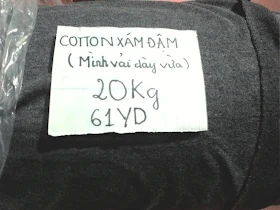 COTTON XÁM ĐẬM
(Mình vải dày vừa)
20Kg
61YD